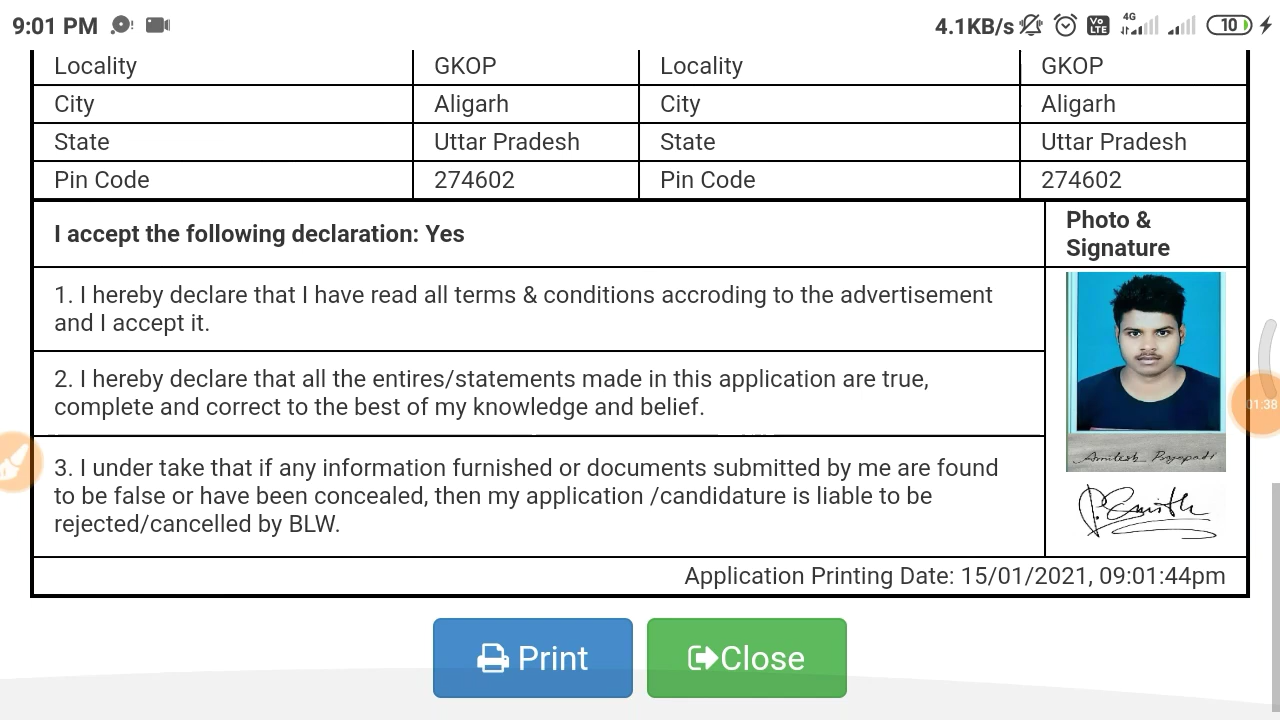 9:01 PM 4.1KB/s Vo LTE 4G 10
Locality GKOP Locality GKOP
City Aligarh City Aligarh
State Uttar Pradesh State Uttar Pradesh
Pin Code 274602 Pin Code 274602
I accept the following declaration: Yes
Photo &
Signature
1. I hereby declare that I have read all terms & conditions accroding to the advertisement
and I accept it.
2. I hereby declare that all the entires/statements made in this application are true,
complete and correct to the best of my knowledge and belief.
01:38
3. I under take that if any information furnished or documents submitted by me are found
to be false or have been concealed, then my application /candidature is liable to be
rejected/cancelled by BLW.
Application Printing Date: 15/01/2021, 09:01:44pm
Print Close